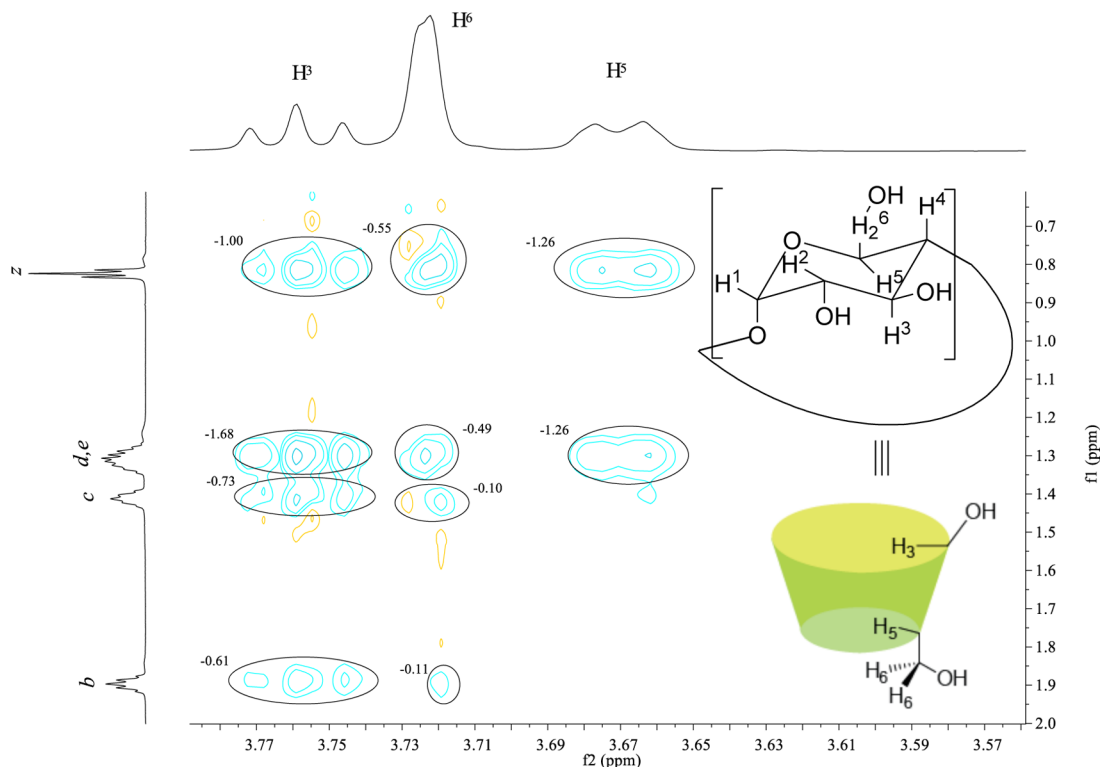 H⁶
H³
H⁵
z
d,e
c
b
-1.00
-0.55
-1.26
-1.68
-0.49
-1.26
-0.73
-0.10
-0.61
-0.11
OH
H₂⁶
H⁴
O
H²
H⁵
H¹
OH
OH
H³
O
OH
H₃
H₅
H₆
OH
H₆
0.7
0.8
0.9
1.0
1.1
1.2
1.3
1.4
1.5
1.6
1.7
1.8
1.9
2.0
f1 (ppm)
3.77 3.75 3.73 3.71 3.69 3.67 3.65 3.63 3.61 3.59 3.57
f2 (ppm)